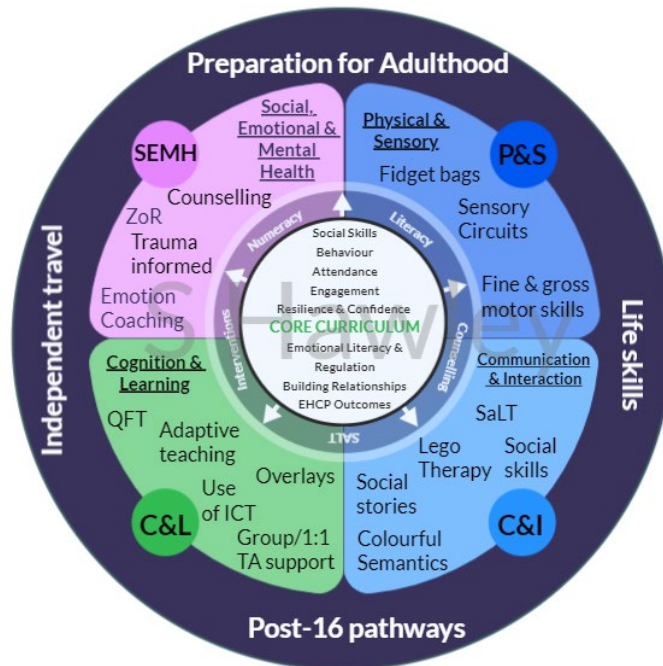 Preparation for Adulthood
Independent travel
Life skills
Post-16 pathways
SEMH
Social,
Emotional &
Mental
Health
Counselling
ZoR
Trauma
informed
Emotion
Coaching
P&S
Physical &
Sensory
Fidget bags
Sensory
Circuits
Fine & gross
motor skills
Numeracy
Literacy
Interventions
Counselling
SALT
Social Skills
Behaviour
Attendance
Engagement
Resilience & Confidence
CORE CURRICULUM
Emotional Literacy &
Regulation
Building Relationships
EHCP Outcomes
S Hawley
Cognition &
Learning
QFT
Adaptive
teaching
Overlays
Use
of ICT
Group/1:1
TA support
C&L
Communication
& Interaction
SaLT
Lego
Therapy
Social
skills
Social
stories
Colourful
Semantics
C&I